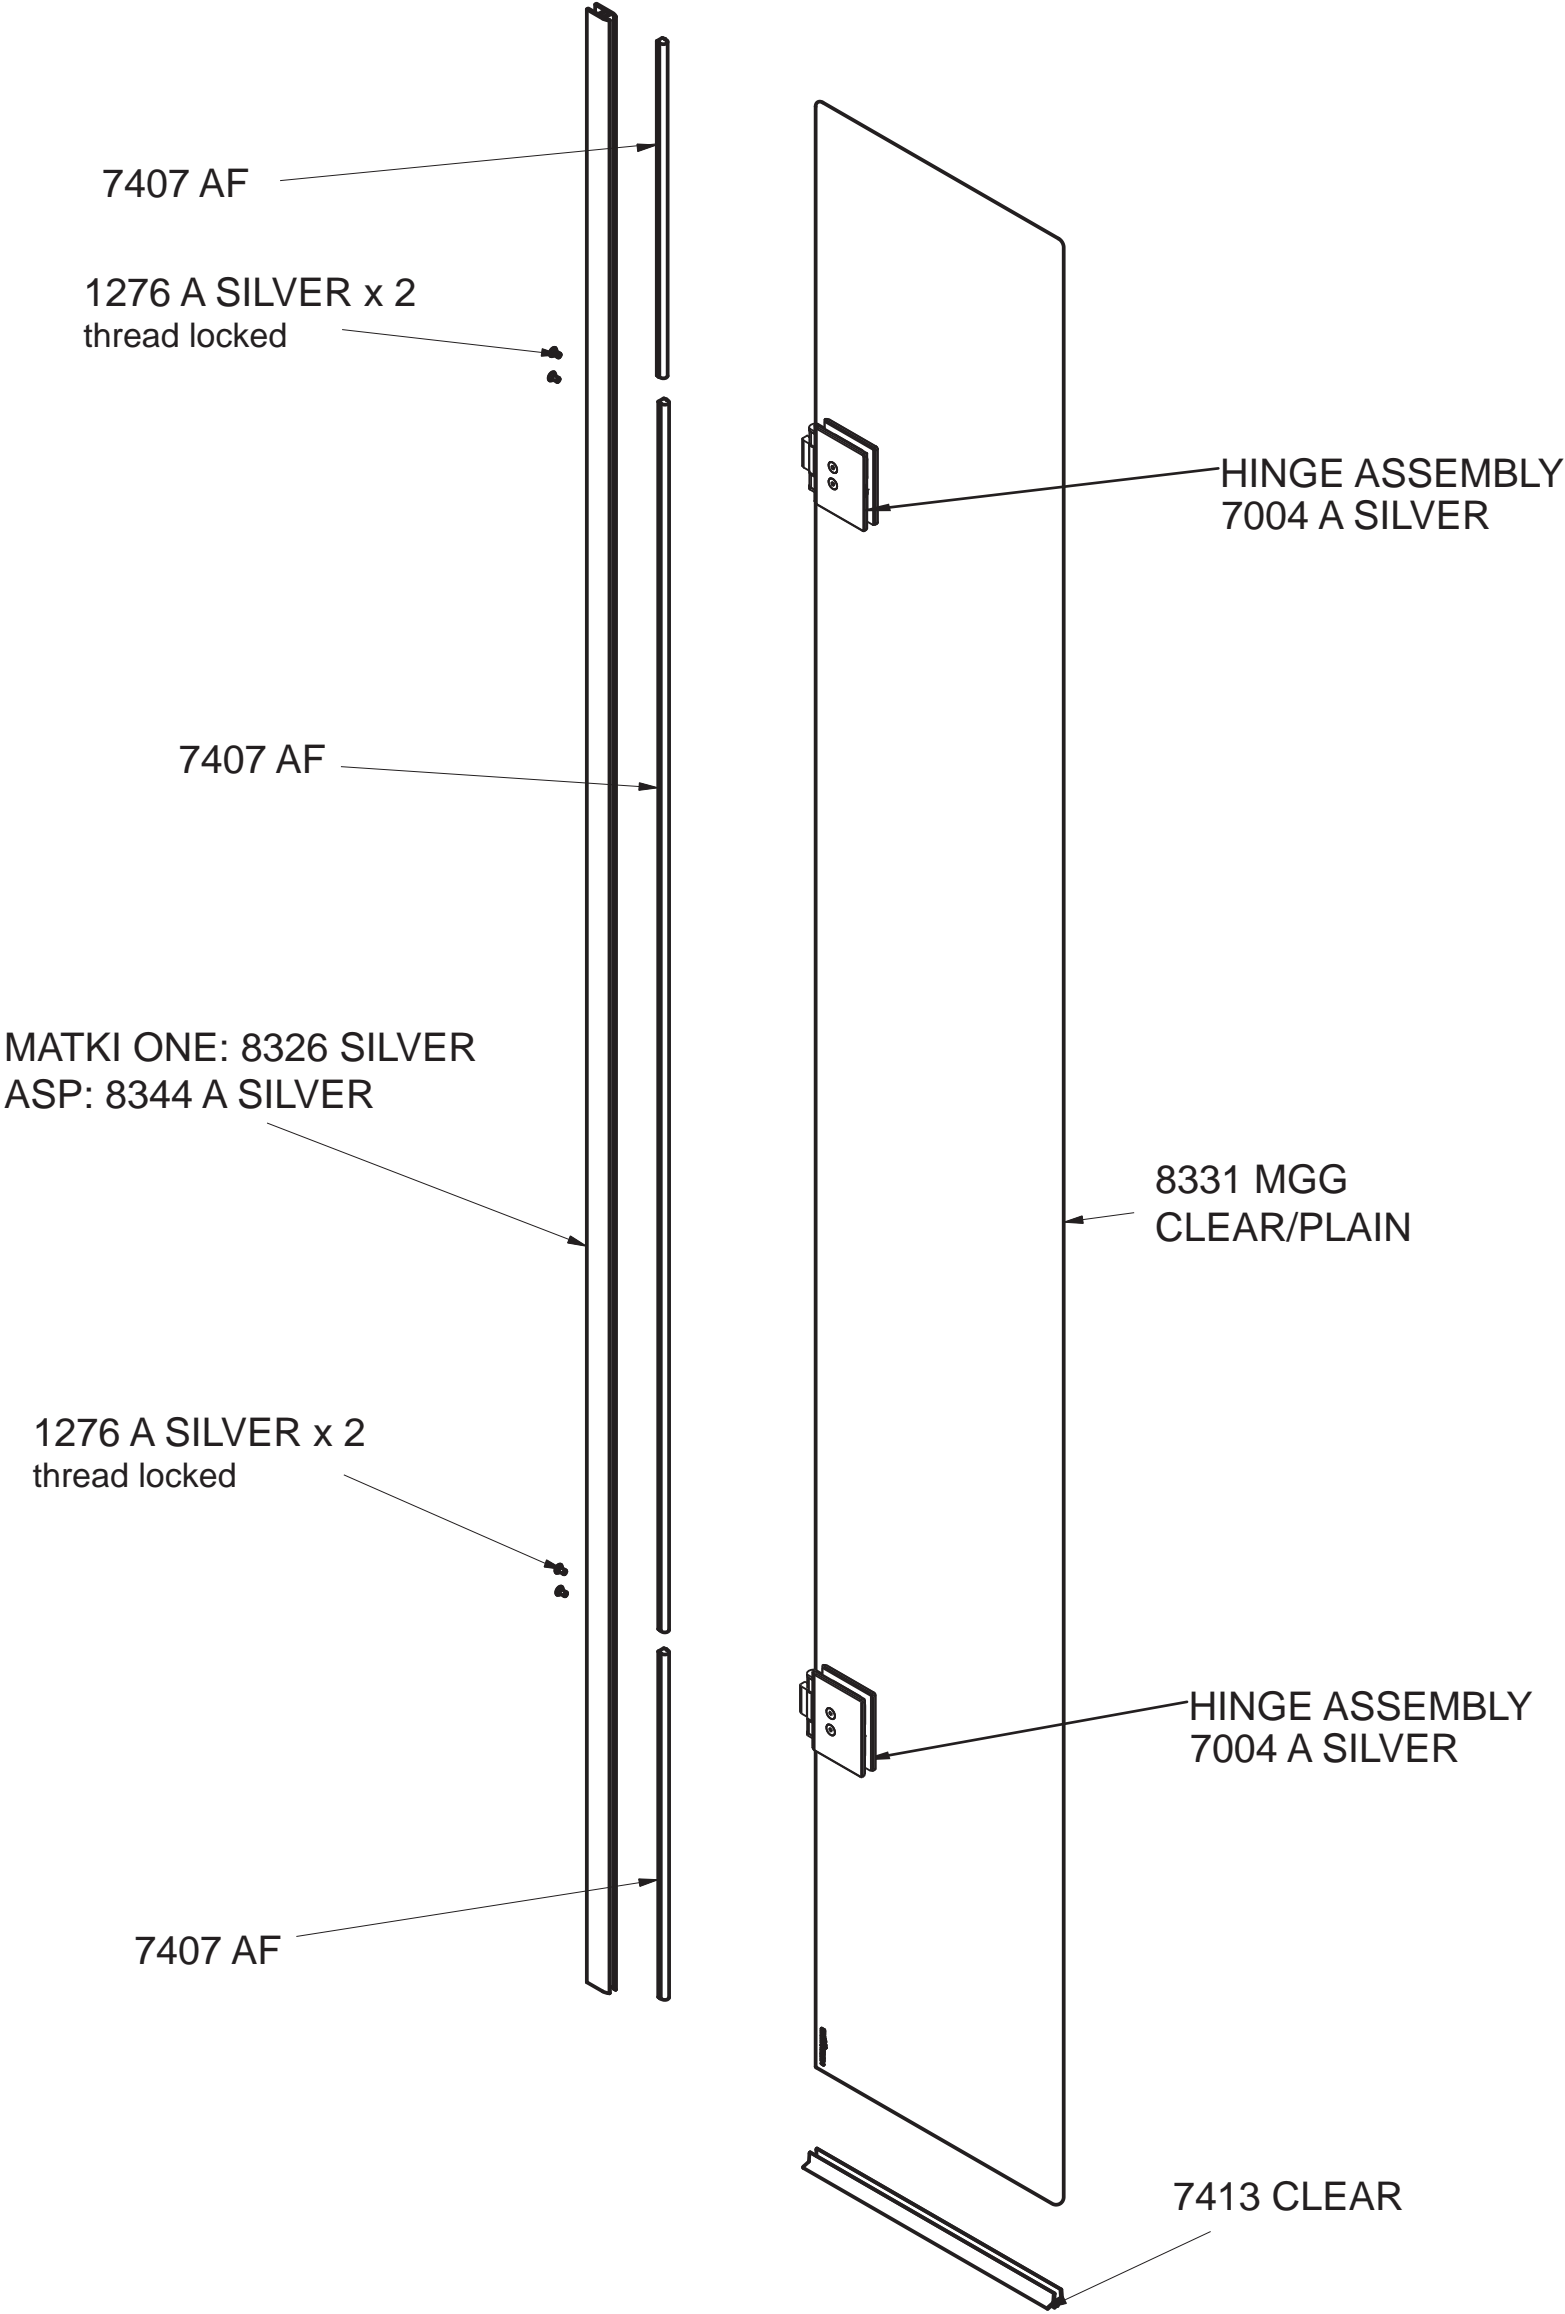 7407 AF
1276 A SILVER x 2
thread locked
HINGE ASSEMBLY
7004 A SILVER
7407 AF
MATKI ONE: 8326 SILVER
ASP: 8344 A SILVER
8331 MGG
CLEAR/PLAIN
1276 A SILVER x 2
thread locked
HINGE ASSEMBLY
7004 A SILVER
7407 AF
7413 CLEAR